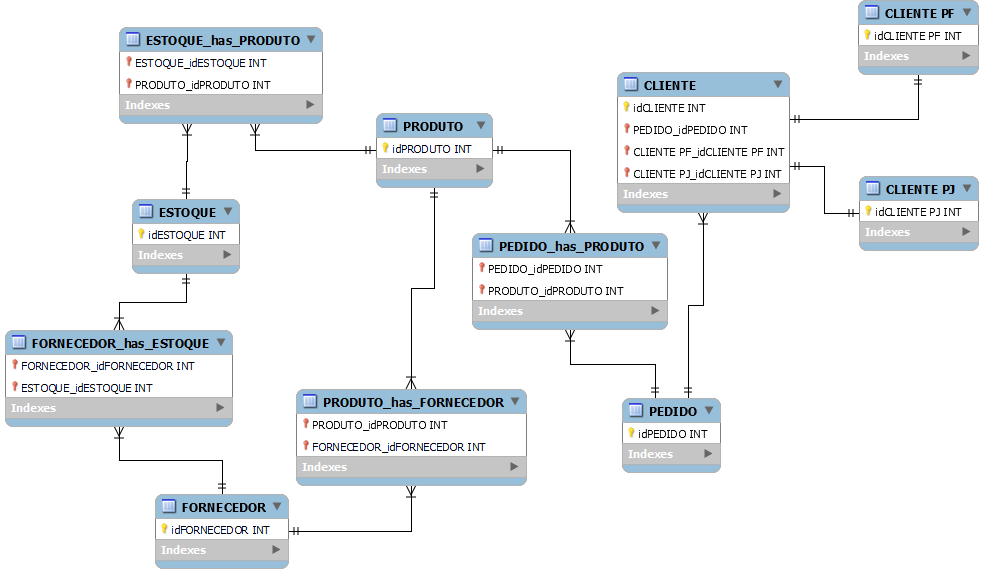 ESTOQUE_has_PRODUTO
ESTOQUE_idESTOQUE INT
PRODUTO_idPRODUTO INT
Indexes
PRODUTO
idPRODUTO INT
Indexes
CLIENTE
idCLIENTE INT
PEDIDO_idPEDIDO INT
CLIENTE PF_idCLIENTE PF INT
CLIENTE PJ_idCLIENTE PJ INT
Indexes
CLIENTE PF
idCLIENTE PF INT
Indexes
CLIENTE PJ
idCLIENTE PJ INT
Indexes
ESTOQUE
idESTOQUE INT
Indexes
PEDIDO_has_PRODUTO
PEDIDO_idPEDIDO INT
PRODUTO_idPRODUTO INT
Indexes
FORNECEDOR_has_ESTOQUE
FORNECEDOR_idFORNECEDOR INT
ESTOQUE_idESTOQUE INT
Indexes
PRODUTO_has_FORNECEDOR
PRODUTO_idPRODUTO INT
FORNECEDOR_idFORNECEDOR INT
Indexes
PEDIDO
idPEDIDO INT
Indexes
FORNECEDOR
idFORNECEDOR INT
Indexes